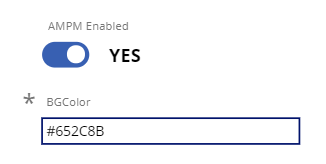 AMPM Enabled
YES
* BGColor
#652C8B